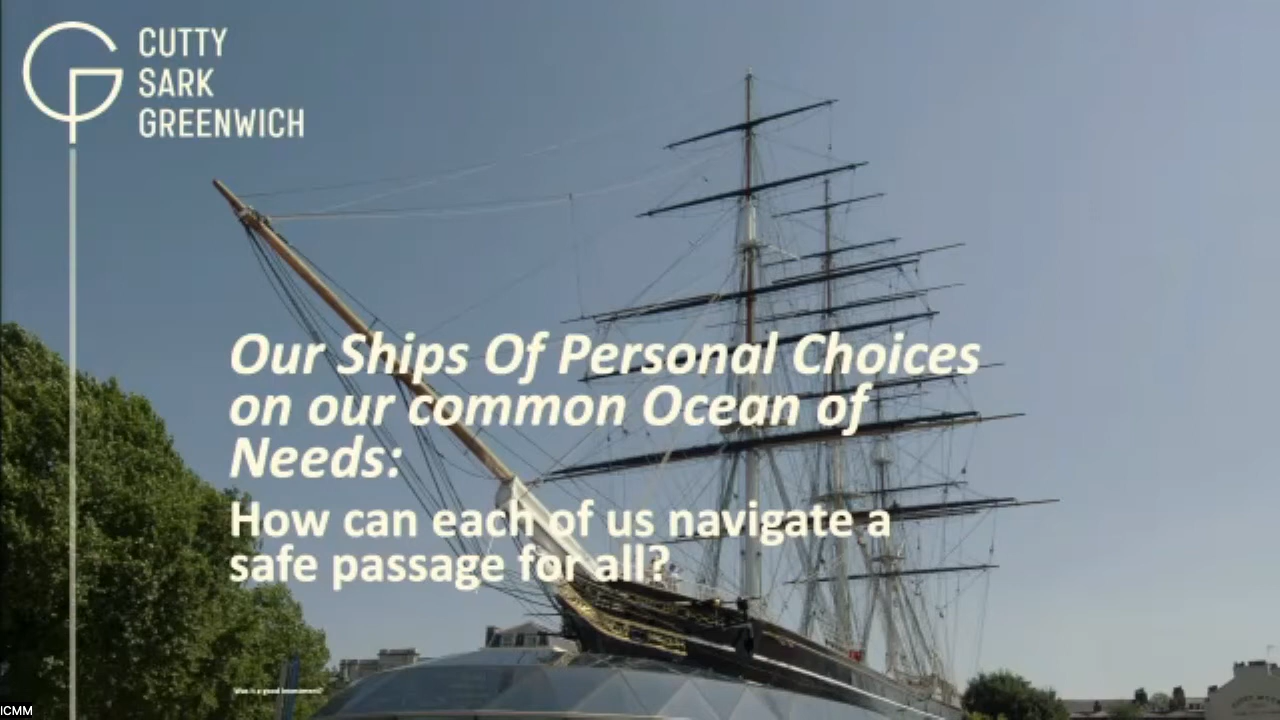 CUTTY
SARK
GREENWICH
Our Ships Of Personal Choices
on our common Ocean of
Needs:
How can each of us navigate a
safe passage for all?
ICMM